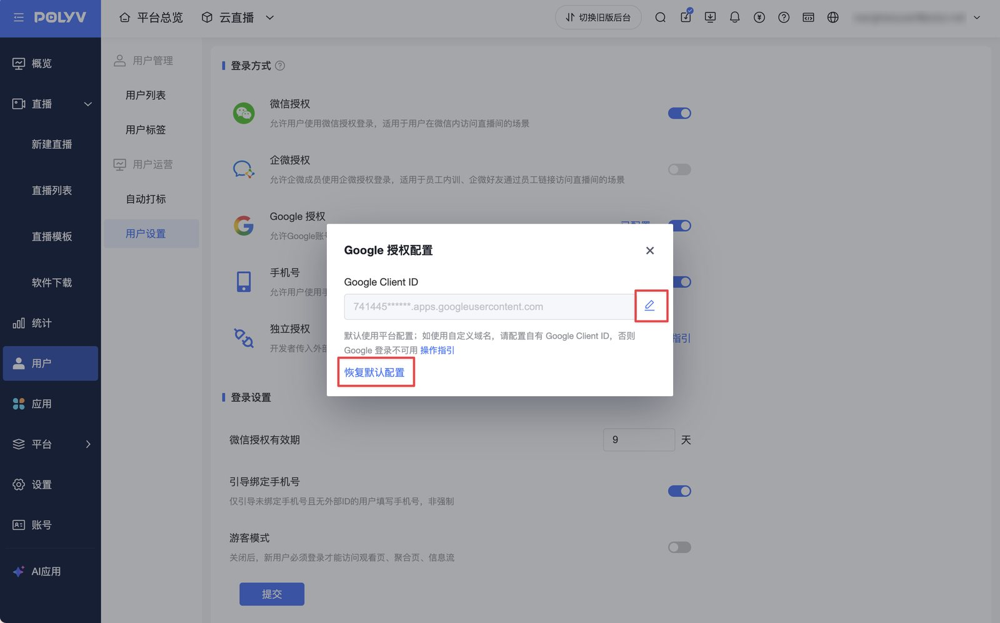 POLYV
平台总览
云直播
切换旧版后台
概览
直播
新建直播
直播列表
直播模板
软件下载
统计
用户
应用
平台
设置
账号
AI应用
用户管理
用户列表
用户标签
用户运营
自动打标
用户设置
登录方式
微信授权
允许用户使用微信授权登录，适用于用户在微信内访问直播间的场景
企微授权
允许企微成员使用企微授权登录，适用于员工内训、企微好友通过员工链接访问直播间的场景
Google 授权
已配置
允许Google账号
手机号
允许用户使用手
独立授权
开发者传入外部
指引
Google 授权配置
Google Client ID
741445******.apps.googleusercontent.com
默认使用平台配置；如使用自定义域名，请配置自有 Google Client ID，否则
Google 登录不可用 操作指引
恢复默认配置
登录设置
微信授权有效期
9 天
引导绑定手机号
仅引导未绑定手机号且无外部ID的用户填写手机号，非强制
游客模式
关闭后，新用户必须登录才能访问观看页、聚合页、信息流
提交